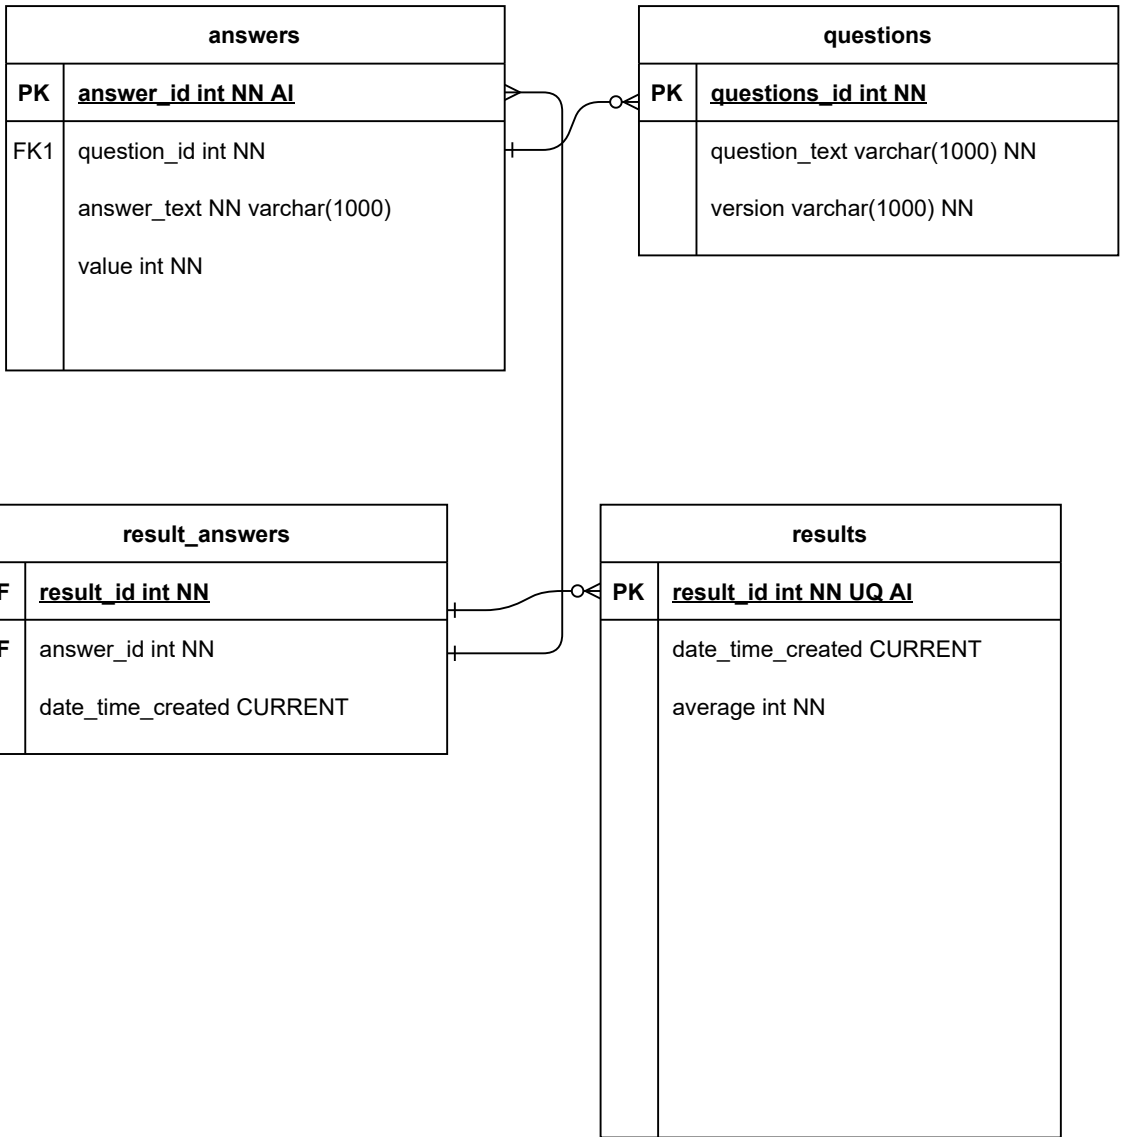 answers
PK answer_id int NN AI
FK1 question_id int NN
answer_text NN varchar(1000)
value int NN
questions
PK questions_id int NN
question_text varchar(1000) NN
version varchar(1000) NN
result_answers
F result_id int NN
F answer_id int NN
date_time_created CURRENT
results
PK result_id int NN UQ AI
date_time_created CURRENT
average int NN